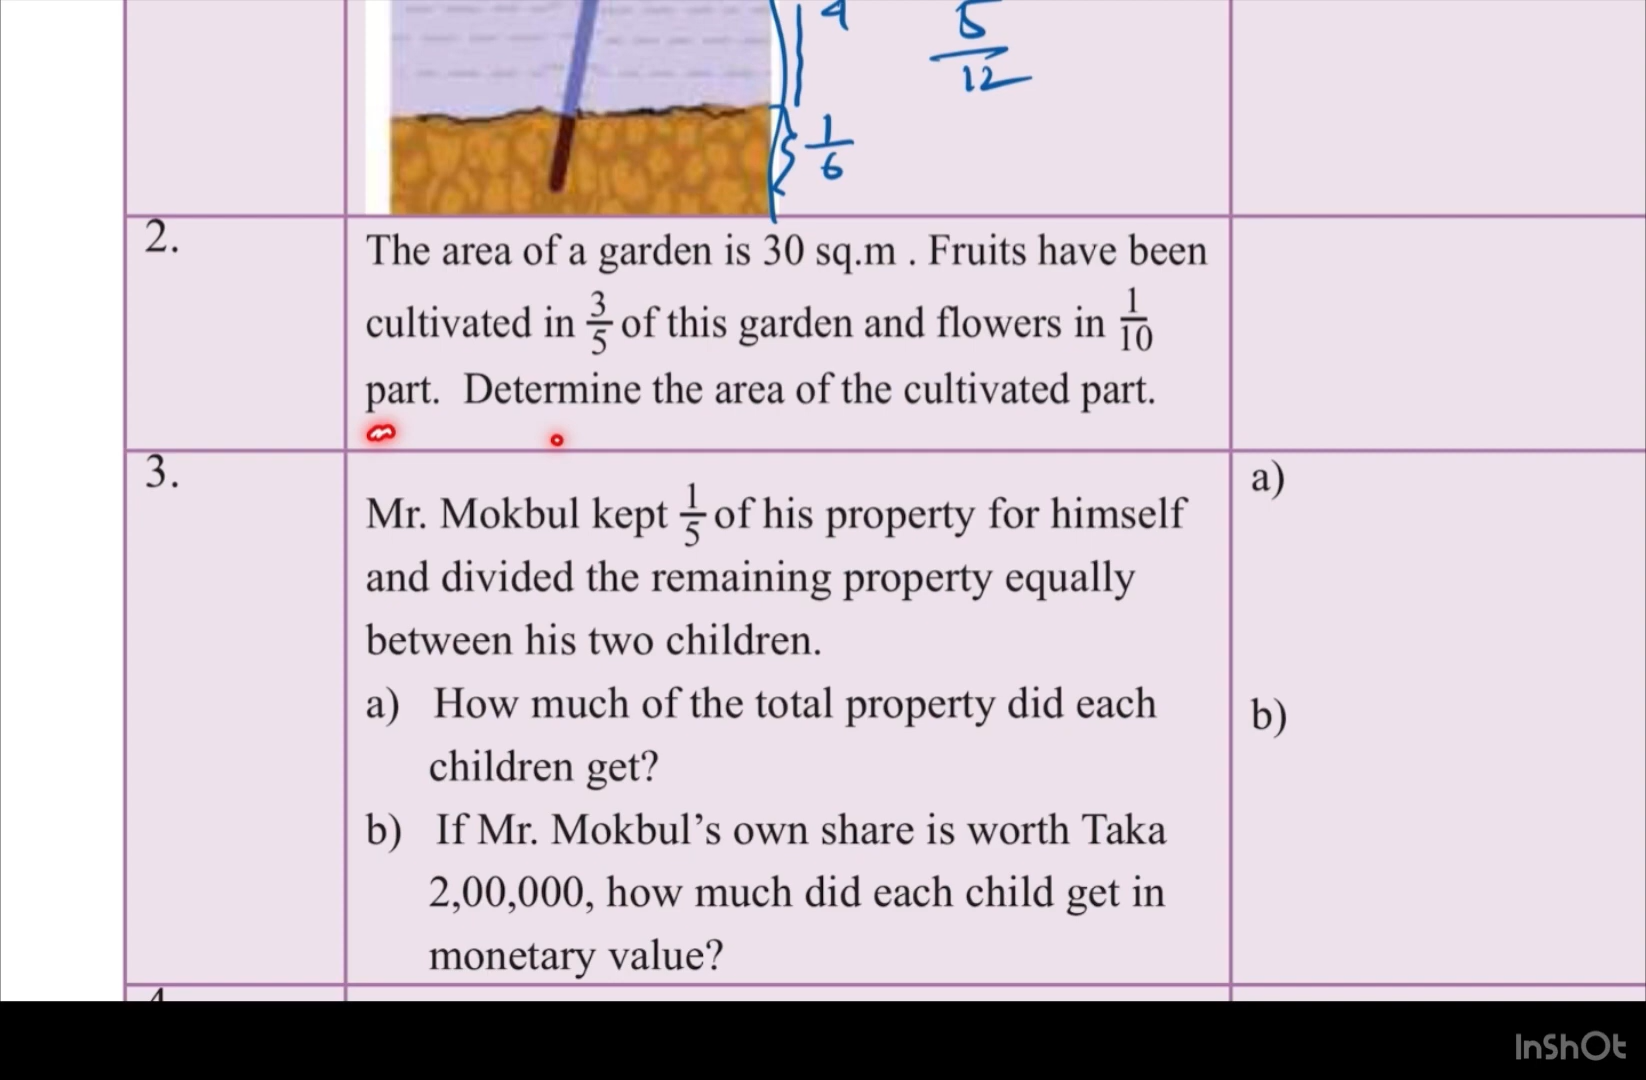 4
5/12
1/6
2.
The area of a garden is 30 sq.m . Fruits have been
cultivated in 3/5 of this garden and flowers in 1/10
part. Determine the area of the cultivated part.
3.
Mr. Mokbul kept 1/5 of his property for himself
and divided the remaining property equally
between his two children.
a) How much of the total property did each
children get?
b) If Mr. Mokbul’s own share is worth Taka
2,00,000, how much did each child get in
monetary value?
a)
b)
InShOt